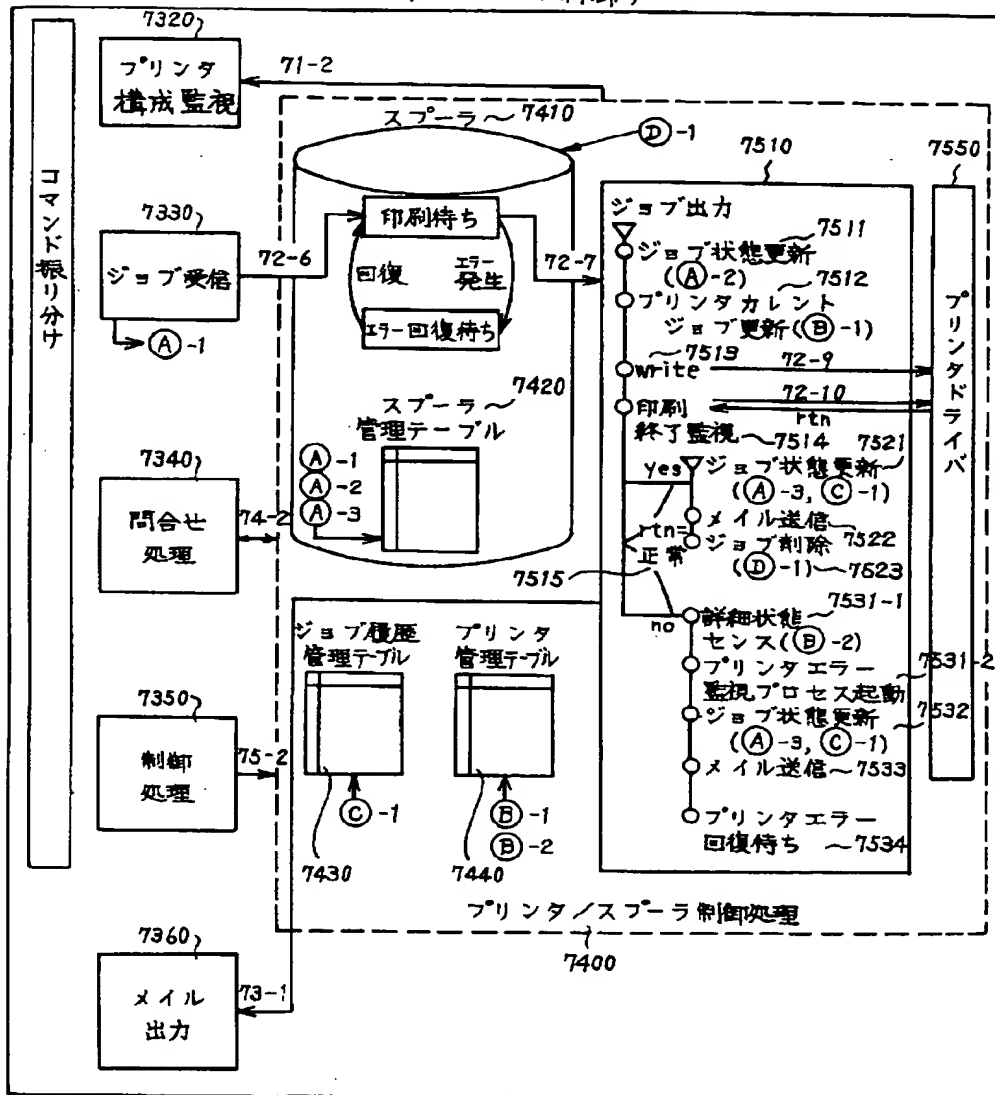 7320
プリンタ
構成監視
71-2
スプーラ 7410
D -1
7510
7550
コマンド振り分け
7330
ジョブ受信
72-6
A -1
印刷待ち
回復
エラー
発生
エラー回復待ち
72-7
スプーラ 7420
管理テーブル
A -1
A -2
A -3
ジョブ出力
7511
ジョブ状態更新
(A -2) 7512
プリンタカレント
ジョブ更新(B -1)
7513
write
72-9
72-10
rtn
印刷
終了監視 7514
プリンタドライバ
7521
yes
ジョブ状態更新
(A -3, C -1)
rtn=
正常
メイル送信
7522
ジョブ削除
(D -1) 7523
7515
no
7531-1
詳細状態
センス(B -2)
プリンタエラー
7531-2
監視プロセス起動
7532
ジョブ状態更新
(A -3, C -1)
メイル送信 7533
プリンタエラー
回復待ち 7534
7340
問合せ
処理
74-2
ジョブ履歴
管理テーブル
C -1
7430
プリンタ
管理テーブル
B -1
B -2
7440
7350
制御
処理
75-2
プリンタ/スプーラ制御処理
7400
7360
メイル
出力
73-1